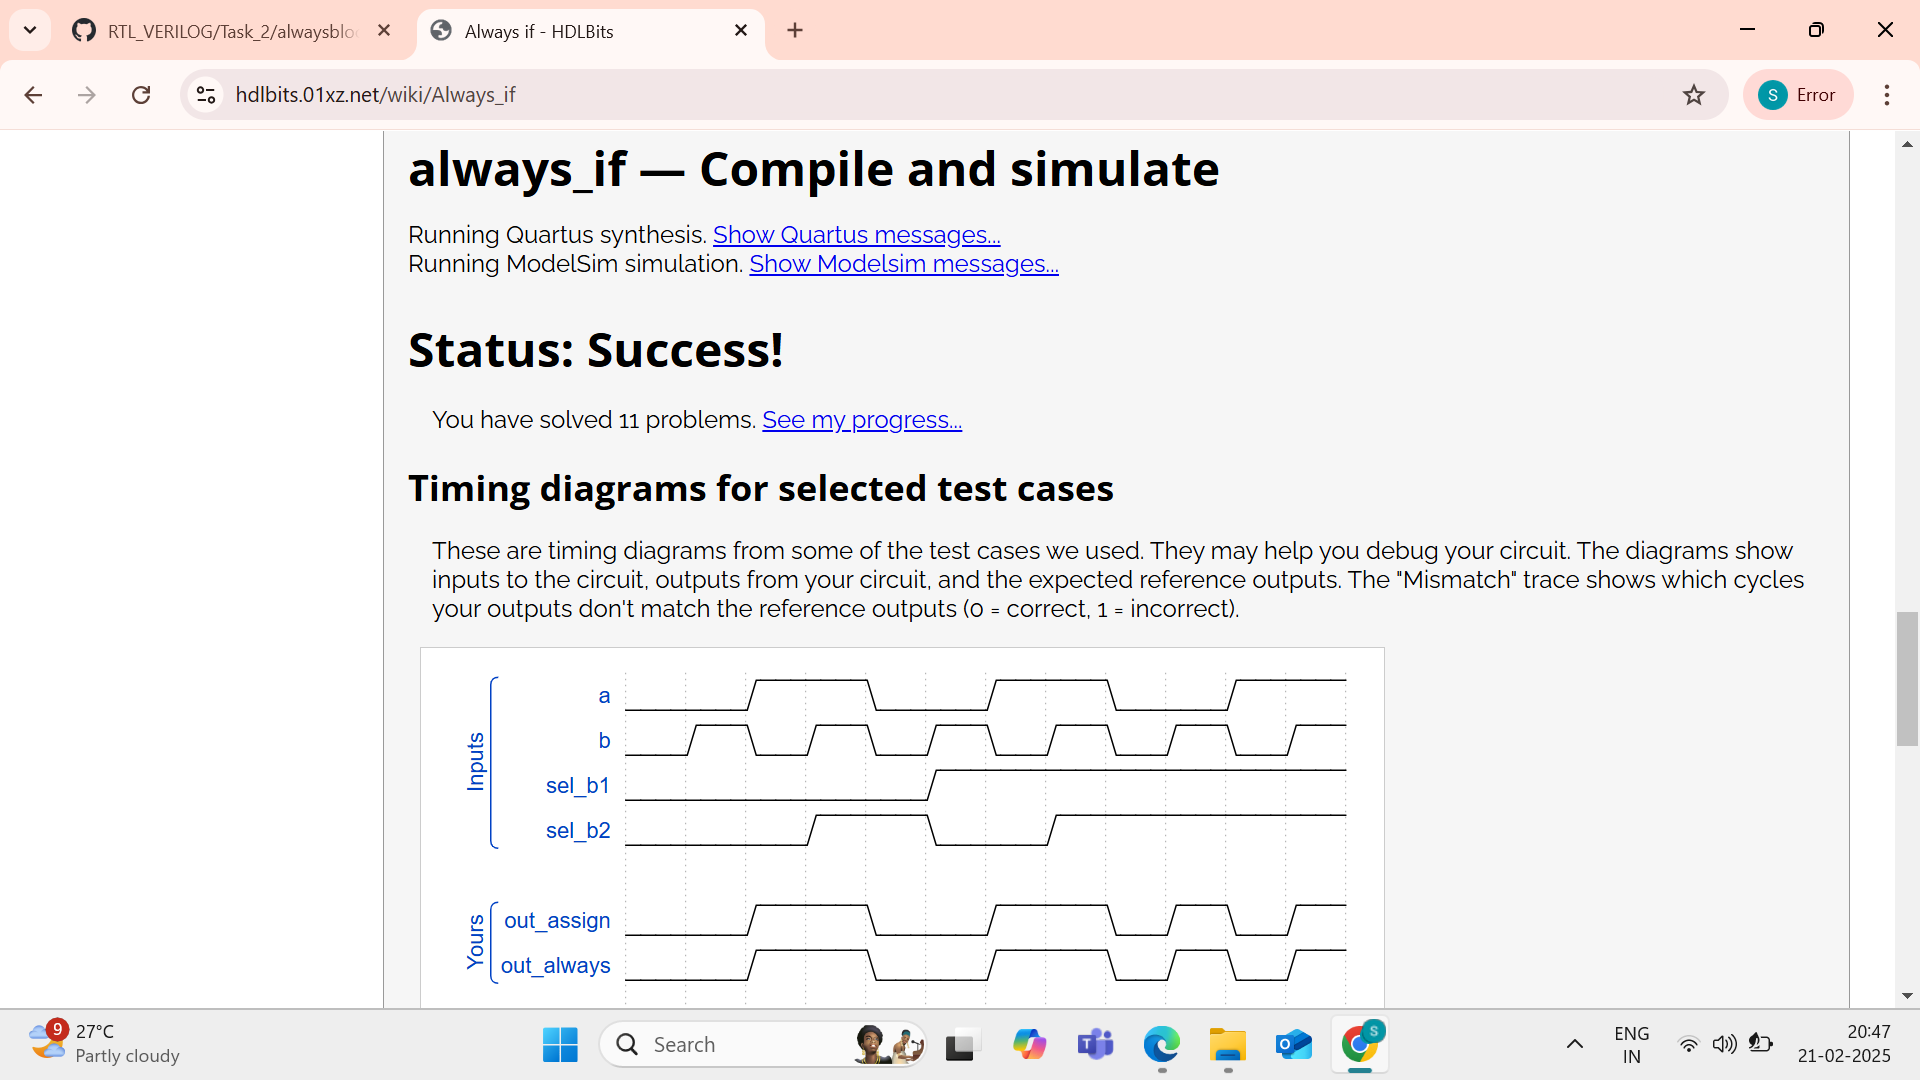 RTL_VERILOG/Task_2/alwaysblo
Always if - HDLBits
hdlbits.01xz.net/wiki/Always_if
S
Error
always_if — Compile and simulate
Running Quartus synthesis. Show Quartus messages...
Running ModelSim simulation. Show Modelsim messages...
Status: Success!
You have solved 11 problems. See my progress...
Timing diagrams for selected test cases
These are timing diagrams from some of the test cases we used. They may help you debug your circuit. The diagrams show
inputs to the circuit, outputs from your circuit, and the expected reference outputs. The "Mismatch" trace shows which cycles
your outputs don't match the reference outputs (0 = correct, 1 = incorrect).
Inputs
a
b
sel_b1
sel_b2
Yours
out_assign
out_always
9
27°C
Partly cloudy
Search
S
ENG
IN
20:47
21-02-2025